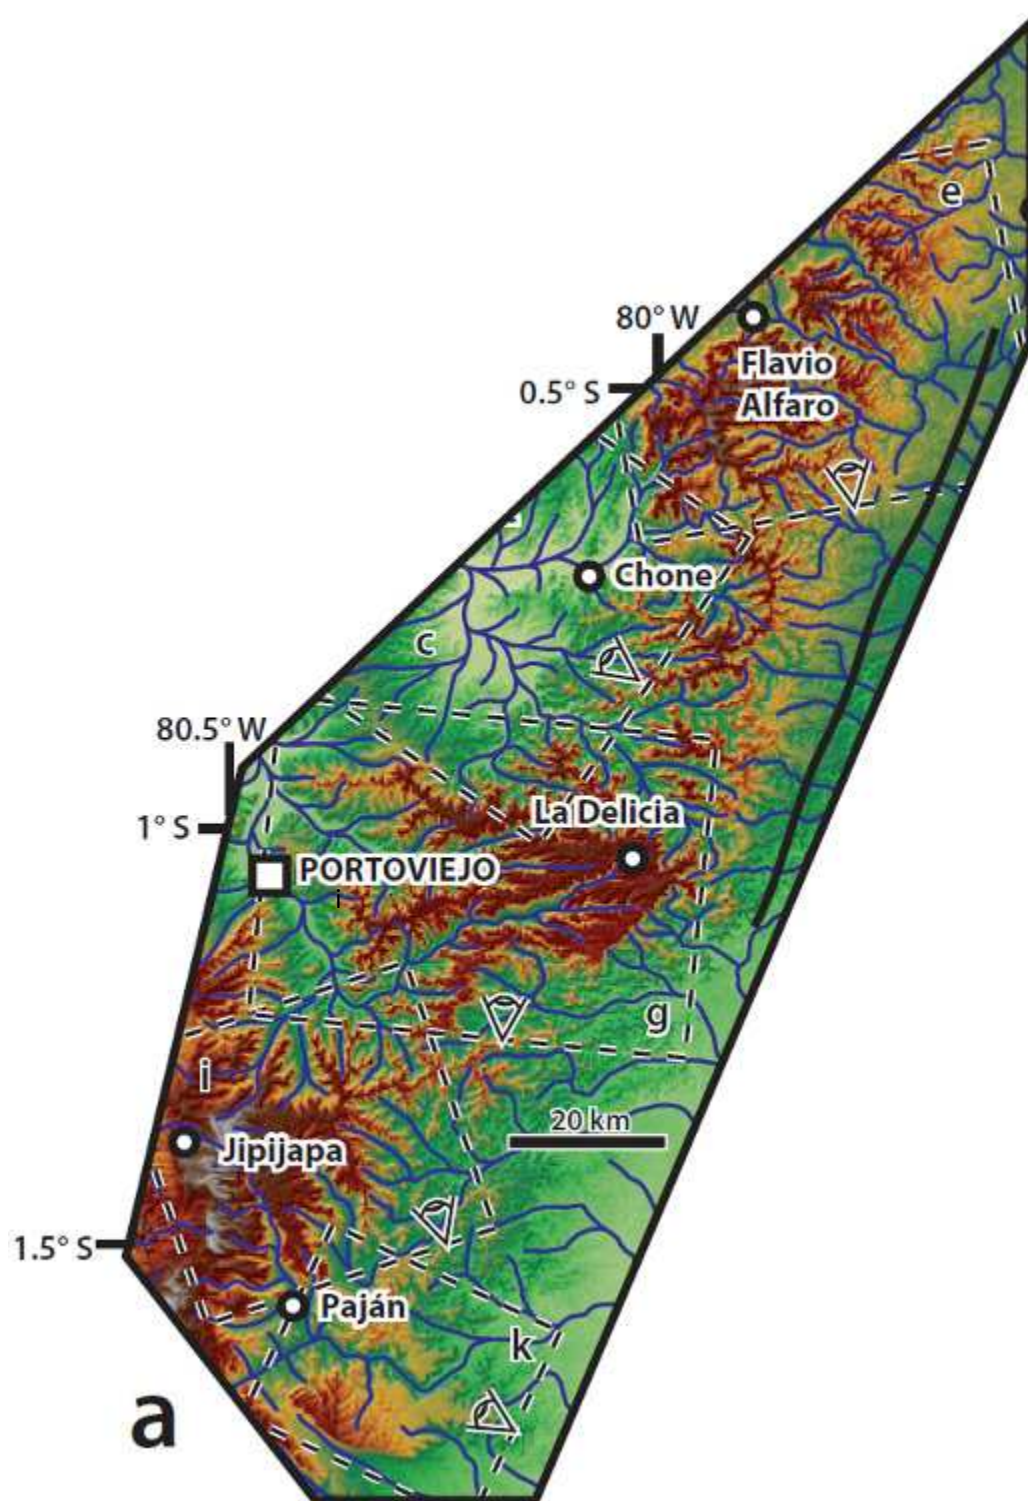 e
80° W
Flavio
Alfaro
0.5° S
Chone
c
80.5° W
La Delicia
1° S
PORTOVIEJO
i
g
i
20 km
Jipijapa
1.5° S
Paján
k
a